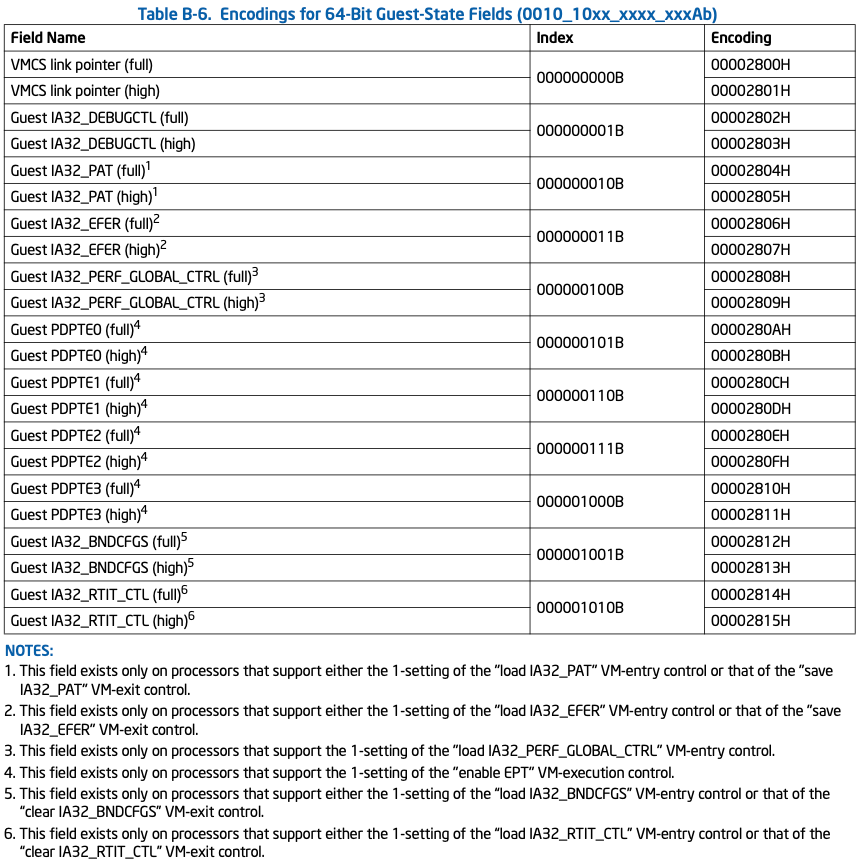 Table B-6. Encodings for 64-Bit Guest-State Fields (0010_10xx_xxxx_xxxAb)
Field Name Index Encoding
VMCS link pointer (full) 000000000B 00002800H
VMCS link pointer (high) 00002801H
Guest IA32_DEBUGCTL (full) 000000001B 00002802H
Guest IA32_DEBUGCTL (high) 00002803H
Guest IA32_PAT (full)1 000000010B 00002804H
Guest IA32_PAT (high)1 00002805H
Guest IA32_EFER (full)2 000000011B 00002806H
Guest IA32_EFER (high)2 00002807H
Guest IA32_PERF_GLOBAL_CTRL (full)3 000000100B 00002808H
Guest IA32_PERF_GLOBAL_CTRL (high)3 00002809H
Guest PDPTE0 (full)4 000000101B 0000280AH
Guest PDPTE0 (high)4 0000280BH
Guest PDPTE1 (full)4 000000110B 0000280CH
Guest PDPTE1 (high)4 0000280DH
Guest PDPTE2 (full)4 000000111B 0000280EH
Guest PDPTE2 (high)4 0000280FH
Guest PDPTE3 (full)4 000001000B 00002810H
Guest PDPTE3 (high)4 00002811H
Guest IA32_BNDCFGS (full)5 000001001B 00002812H
Guest IA32_BNDCFGS (high)5 00002813H
Guest IA32_RTIT_CTL (full)6 000001010B 00002814H
Guest IA32_RTIT_CTL (high)6 00002815H
NOTES:
1. This field exists only on processors that support either the 1-setting of the "load IA32_PAT" VM-entry control or that of the "save
IA32_PAT" VM-exit control.
2. This field exists only on processors that support either the 1-setting of the "load IA32_EFER" VM-entry control or that of the "save
IA32_EFER" VM-exit control.
3. This field exists only on processors that support the 1-setting of the "load IA32_PERF_GLOBAL_CTRL" VM-entry control.
4. This field exists only on processors that support the 1-setting of the "enable EPT" VM-execution control.
5. This field exists only on processors that support either the 1-setting of the "load IA32_BNDCFGS" VM-entry control or that of the
"clear IA32_BNDCFGS" VM-exit control.
6. This field exists only on processors that support either the 1-setting of the "load IA32_RTIT_CTL" VM-entry control or that of the
"clear IA32_RTIT_CTL" VM-exit control.